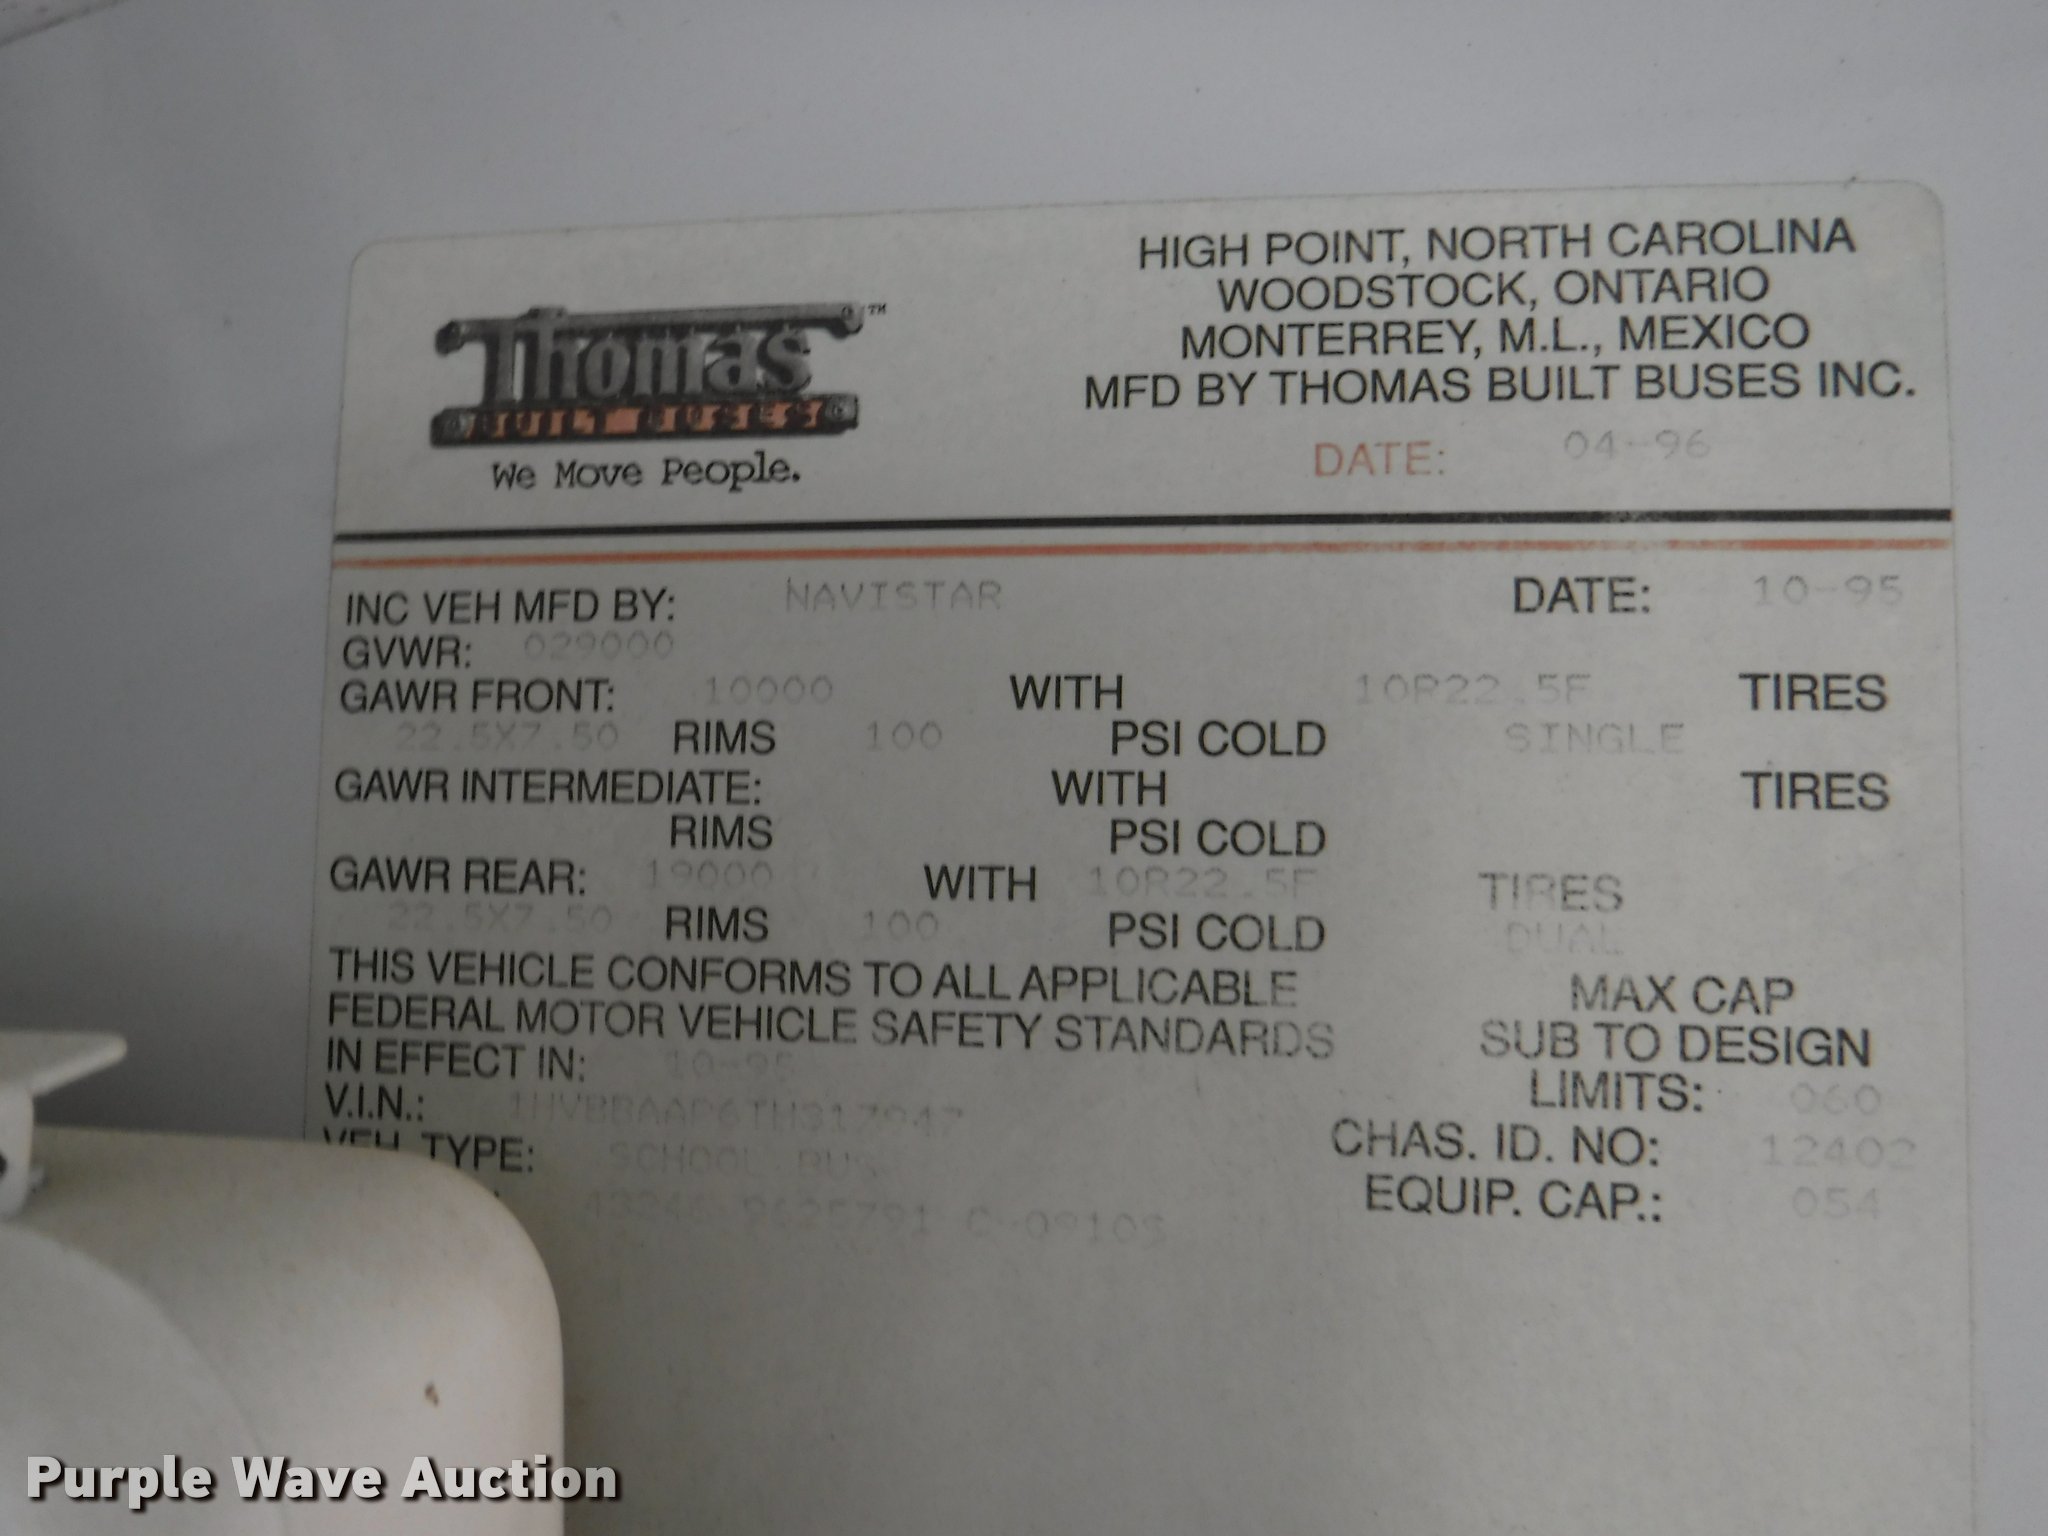 Thomas ™
BUILT BUSES
We Move People.
HIGH POINT, NORTH CAROLINA
WOODSTOCK, ONTARIO
MONTERREY, M.L., MEXICO
MFD BY THOMAS BUILT BUSES INC.
DATE: 04-96
INC VEH MFD BY: NAVISTAR DATE: 10-95
GVWR: 029000
GAWR FRONT: 10000 WITH 10R22.5F TIRES
22.5X7.50 RIMS 100 PSI COLD SINGLE
GAWR INTERMEDIATE: WITH TIRES
RIMS PSI COLD
GAWR REAR: 19000 WITH 10R22.5F TIRES
22.5X7.50 RIMS 100 PSI COLD DUAL
THIS VEHICLE CONFORMS TO ALL APPLICABLE
FEDERAL MOTOR VEHICLE SAFETY STANDARDS
IN EFFECT IN: 10-95
MAX CAP
SUB TO DESIGN
LIMITS: 060
V.I.N.:
VEH. TYPE: SCHOOL BUS
CHAS. ID. NO: 12402
EQUIP. CAP.: 054
Purple Wave Auction